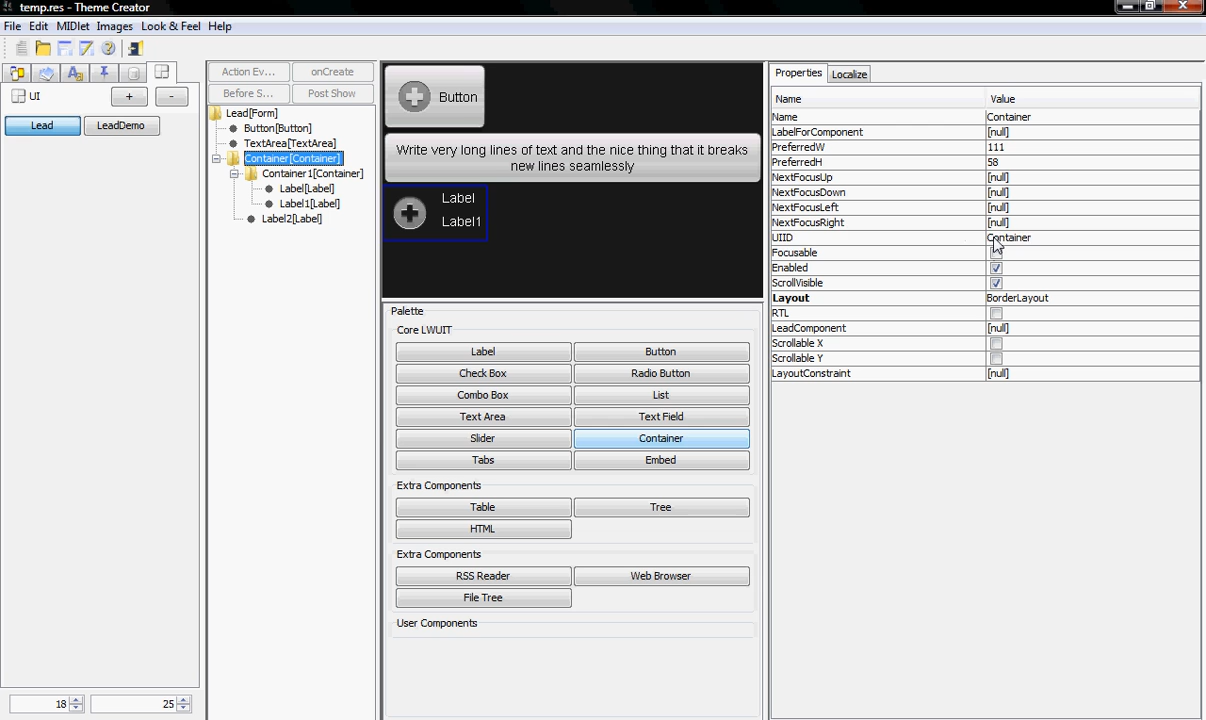 temp.res - Theme Creator
File Edit MIDlet Images Look & Feel Help
UI
+ -
Lead LeadDemo
18 25
Action Ev... onCreate
Before S... Post Show
Lead[Form]
Button[Button]
TextArea[TextArea]
Container[Container]
Container1[Container]
Label[Label]
Label1[Label]
Label2[Label]
Button
Write very long lines of text and the nice thing that it breaks
new lines seamlessly
Label
Label1
Palette
Core LWUIT
Label Button
Check Box Radio Button
Combo Box List
Text Area Text Field
Slider Container
Tabs Embed
Extra Components
Table Tree
HTML
Extra Components
RSS Reader Web Browser
File Tree
User Components
Properties Localize
Name Value
Name Container
LabelForComponent [null]
PreferredW 111
PreferredH 58
NextFocusUp [null]
NextFocusDown [null]
NextFocusLeft [null]
NextFocusRight [null]
UIID Container
Focusable
Enabled
ScrollVisible
Layout BorderLayout
RTL
LeadComponent [null]
Scrollable X
Scrollable Y
LayoutConstraint [null]